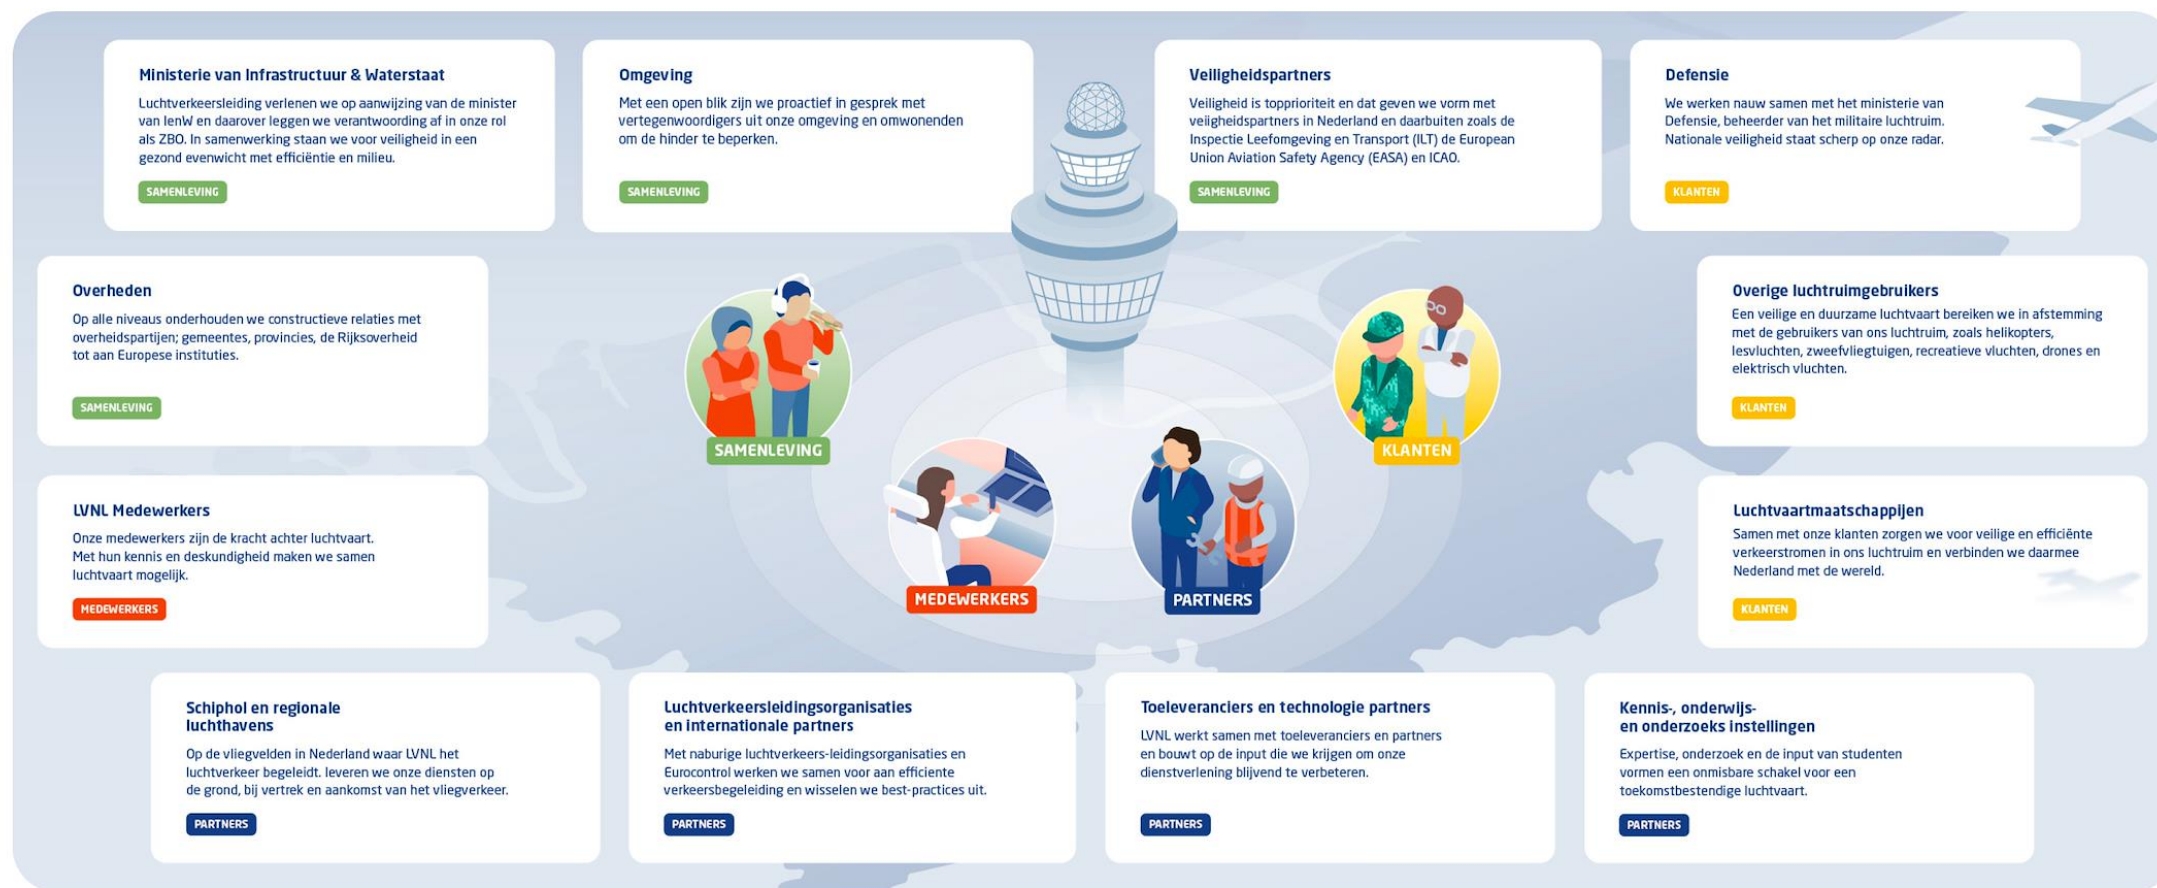 Ministerie van Infrastructuur & Waterstaat
Luchtverkeersleiding verlenen we op aanwijzing van de minister
van IenW en daarover leggen we verantwoording af in onze rol
als ZBO. In samenwerking staan we voor veiligheid in een
gezond evenwicht met efficiëntie en milieu.
SAMENLEVING
Omgeving
Met een open blik zijn we proactief in gesprek met
vertegenwoordigers uit onze omgeving en omwonenden
om de hinder te beperken.
SAMENLEVING
Veiligheidspartners
Veiligheid is topprioriteit en dat geven we vorm met
veiigheidspartners in Nederland en daarbuiten zoals de
Inspectie Leefomgeving en Transport (ILT) de European
Union Aviation Safety Agency (EASA) en ICAO.
SAMENLEVING
Defensie
We werken nauw samen met het ministerie van
Defensie, beheerder van het militaire luchtruim.
Nationale veiligheid staat scherp op onze radar.
KLANTEN
Overheden
Op alle niveaus onderhouden we constructieve relaties met
overheidspartijen; gemeentes, provincies, de Rijksoverheid
tot aan Europese instituties.
SAMENLEVING
SAMENLEVING
KLANTEN
Overige luchtruimgebruikers
Een veilige en duurzame luchtvaart bereiken we in afstemming
met de gebruikers van ons luchtruim, zoals helikopters,
lesvluchten, zweefvliegtuigen, recreatieve vluchten, drones en
elektrisch vluchten.
KLANTEN
LVNL Medewerkers
Onze medewerkers zijn de kracht achter luchtvaart.
Met hun kennis en deskundigheid maken we samen
luchtvaart mogelijk.
MEDEWERKERS
MEDEWERKERS
PARTNERS
Luchtvaartmaatschappijen
Samen met onze klanten zorgen we voor veilige en efficiënte
verkeerstromen in ons luchtruim en verbinden we daarmee
Nederland met de wereld.
KLANTEN
Schiphol en regionale
luchthavens
Op de vliegvelden in Nederland waar LVNL het
luchtverkeer begeleidt. leveren we onze diensten op
de grond, bij vertrek en aankomst van het vliegverkeer.
PARTNERS
Luchtverkeersleidingsorganisaties
en internationale partners
Met naburige luchtverkeers-leidingsorganisaties en
Eurocontrol werken we samen voor aan efficiente
verkeersbegeleiding en wisselen we best-practices uit.
PARTNERS
Toeleveranciers en technologie partners
LVNL werkt samen met toeleveranciers en partners
en bouwt op de input die we krijgen om onze
dienstverlening blijvend te verbeteren.
PARTNERS
Kennis-, onderwijs-
en onderzoeks instellingen
Expertise, onderzoek en de input van studenten
vormen een onmisbare schakel voor een
toekomstbestendige luchtvaart.
PARTNERS